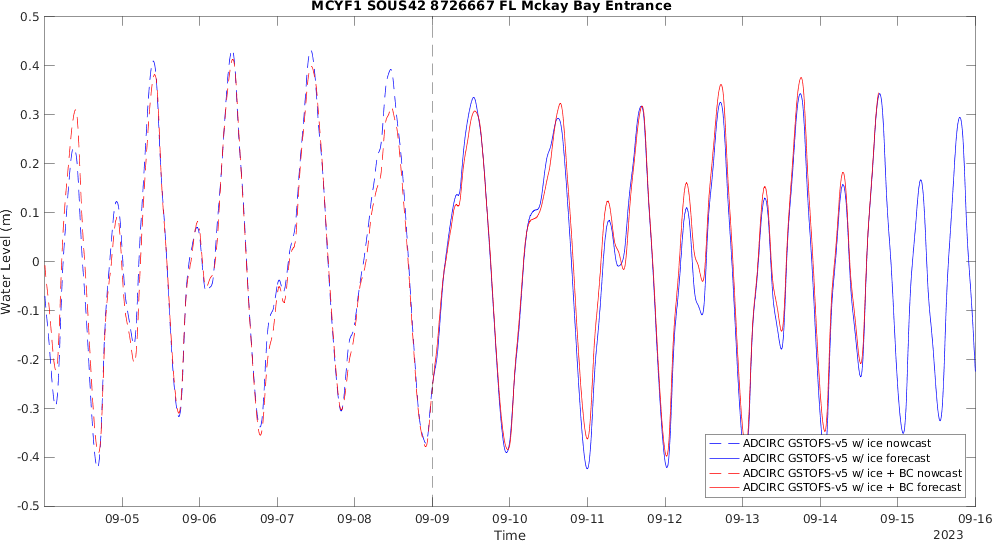 MCYF1 SOUS42 8726667 FL Mckay Bay Entrance
0.5
0.4
0.3
0.2
0.1
0
-0.1
-0.2
-0.3
-0.4
-0.5
Water Level (m)
ADCIRC GSTOFS-v5 w/ ice nowcast
ADCIRC GSTOFS-v5 w/ ice forecast
ADCIRC GSTOFS-v5 w/ ice + BC nowcast
ADCIRC GSTOFS-v5 w/ ice + BC forecast
09-05 09-06 09-07 09-08 09-09 09-10 09-11 09-12 09-13 09-14 09-15 09-16
Time
2023